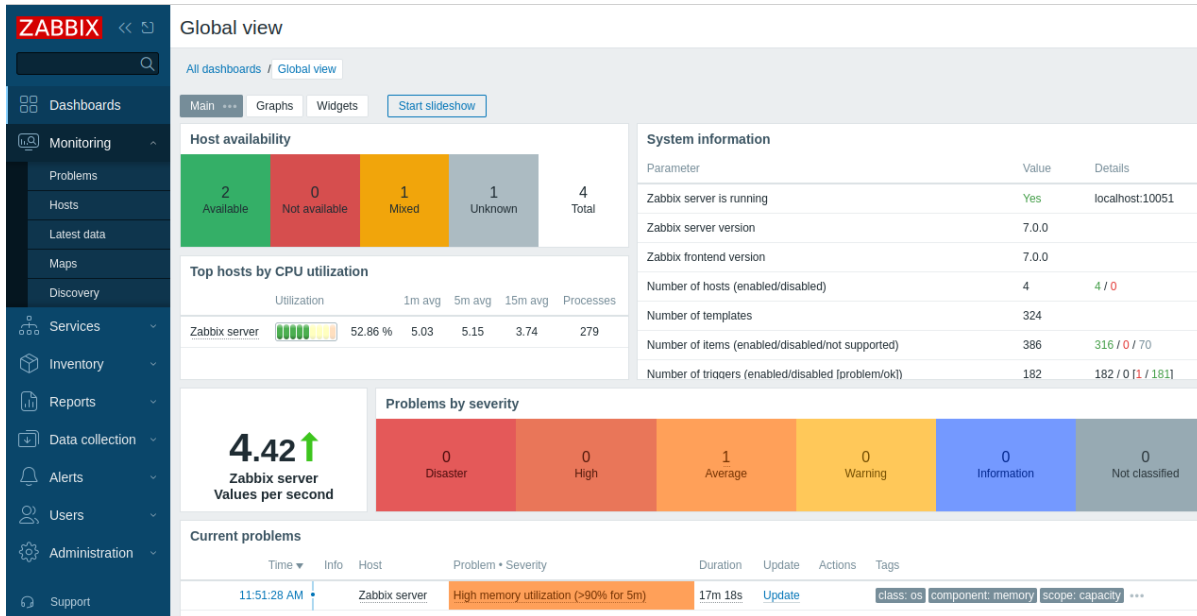 ZABBIX
Global view
All dashboards / Global view
Dashboards
Monitoring
Problems
Hosts
Latest data
Maps
Discovery
Services
Inventory
Reports
Data collection
Alerts
Users
Administration
Support
Main ••• Graphs Widgets Start slideshow
Host availability
2 0 1 1 4
Available Not available Mixed Unknown Total
Top hosts by CPU utilization
Utilization 1m avg 5m avg 15m avg Processes
Zabbix server 52.86 % 5.03 5.15 3.74 279
System information
Parameter Value Details
Zabbix server is running Yes localhost:10051
Zabbix server version 7.0.0
Zabbix frontend version 7.0.0
Number of hosts (enabled/disabled) 4 4 / 0
Number of templates 324
Number of items (enabled/disabled/not supported) 386 316 / 0 / 70
Number of triggers (enabled/disabled [problem/ok]) 182 182 / 0 [1 / 181]
4.42
Zabbix server
Values per second
Problems by severity
0 0 1 0 0 0
Disaster High Average Warning Information Not classified
Current problems
Time ▼ Info Host Problem • Severity Duration Update Actions Tags
11:51:28 AM Zabbix server High memory utilization (>90% for 5m) 17m 18s Update class: os component: memory scope: capacity •••